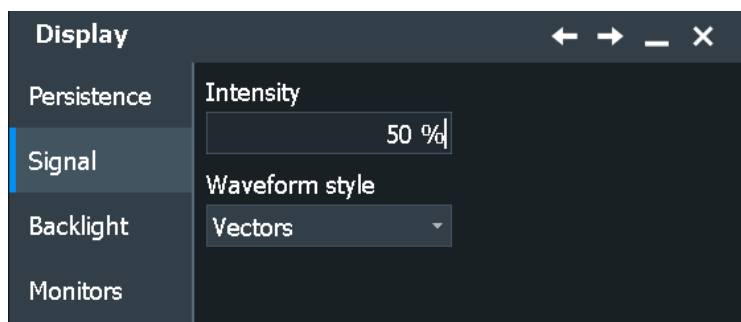 Display
Persistence
Signal
Backlight
Monitors
Intensity
50 %
Waveform style
Vectors